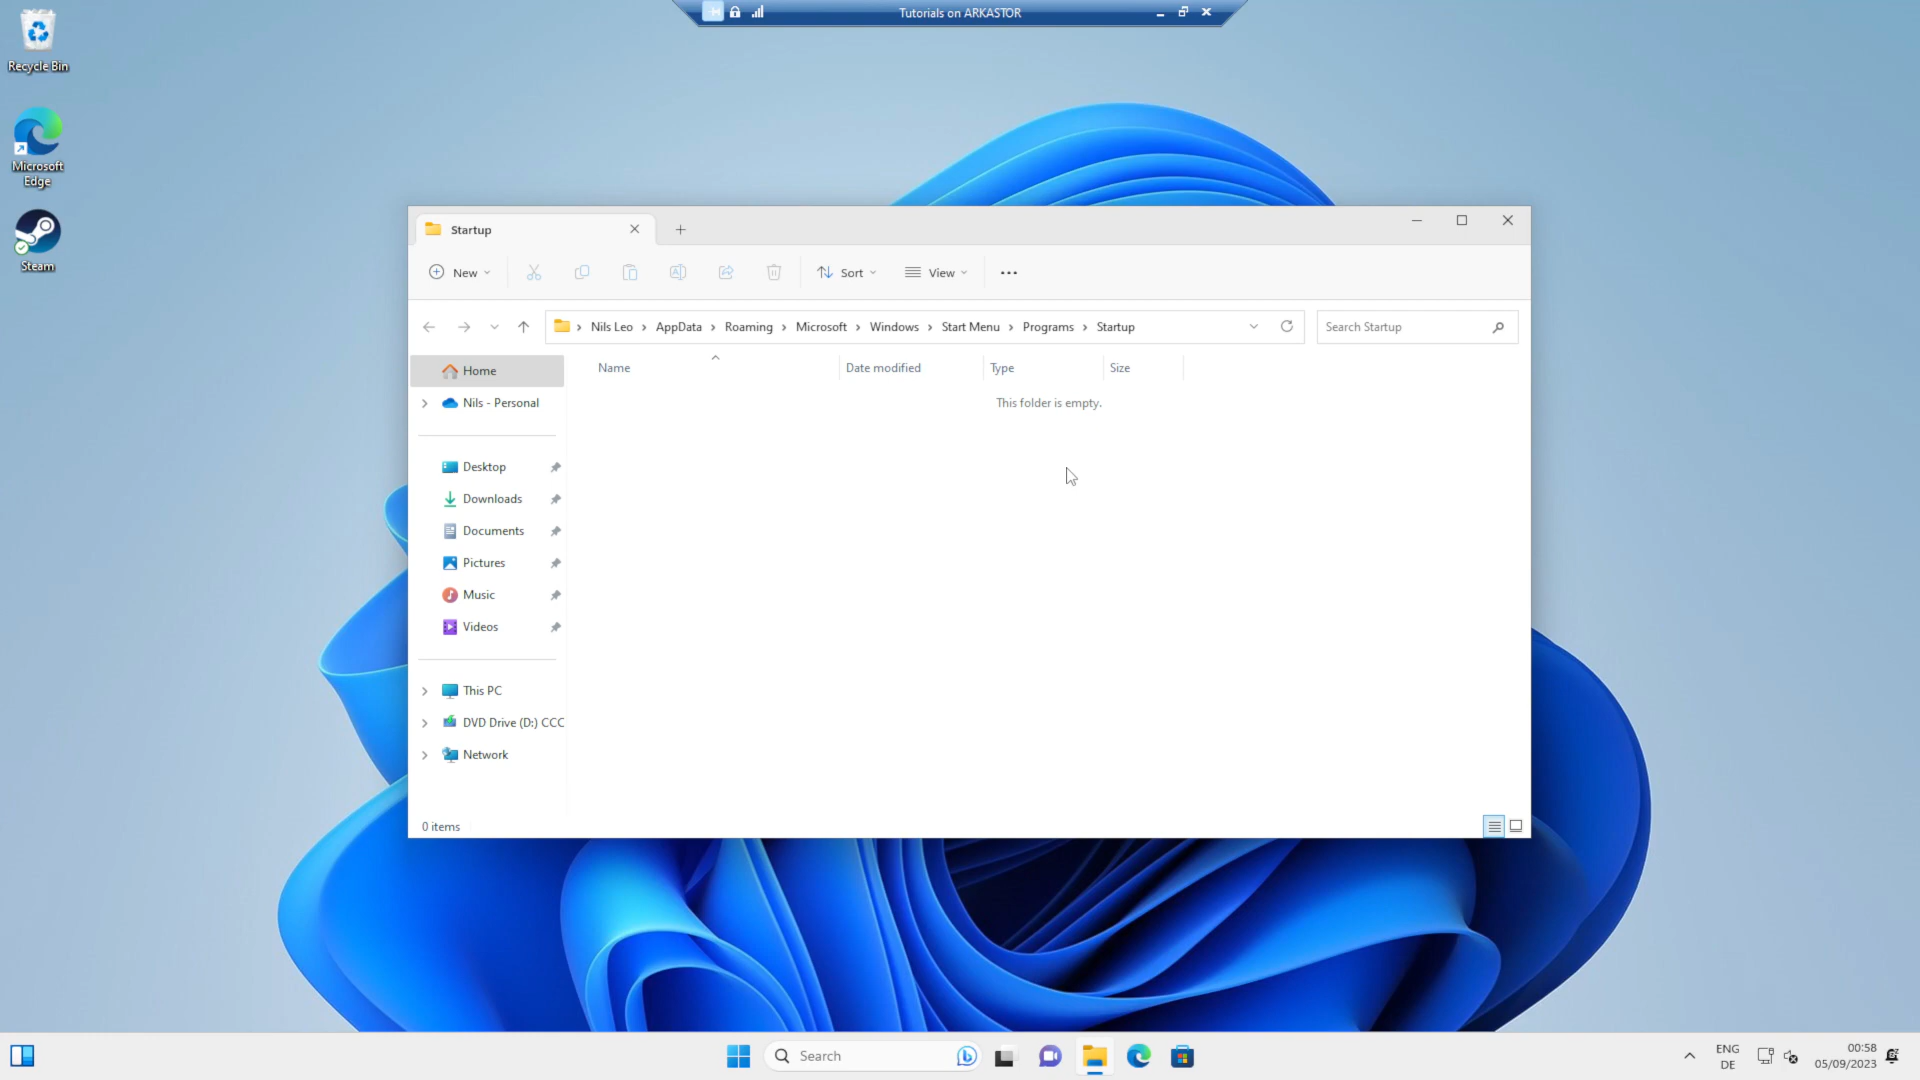 Tutorials on ARKASTOR
Recycle Bin
Microsoft
Edge
Steam
Startup
New
Sort
View
Nils Leo
AppData
Roaming
Microsoft
Windows
Start Menu
Programs
Startup
Search Startup
Home
Nils - Personal
Desktop
Downloads
Documents
Pictures
Music
Videos
This PC
DVD Drive (D:) CCC
Network
Name
Date modified
Type
Size
This folder is empty.
0 items
Search
ENG
DE
00:58
05/09/2023